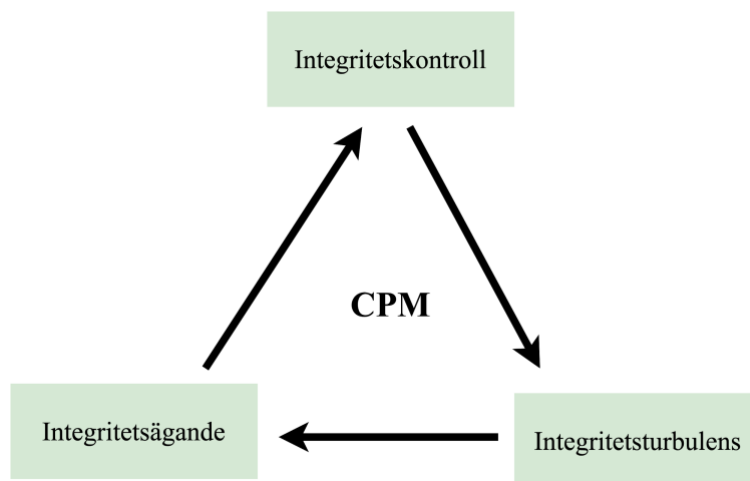 Integritetskontroll
CPM
Integritetsägande
Integritetsturbulens